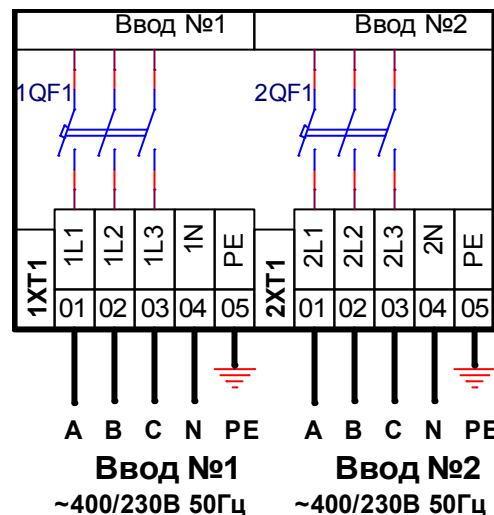 Ввод №1 Ввод №2
1QF1 2QF1
1XT1 1L1 1L2 1L3 1N PE 2XT1 2L1 2L2 2L3 2N PE
01 02 03 04 05 01 02 03 04 05
A B C N PE A B C N PE
Ввод №1 Ввод №2
~400/230В 50Гц ~400/230В 50Гц